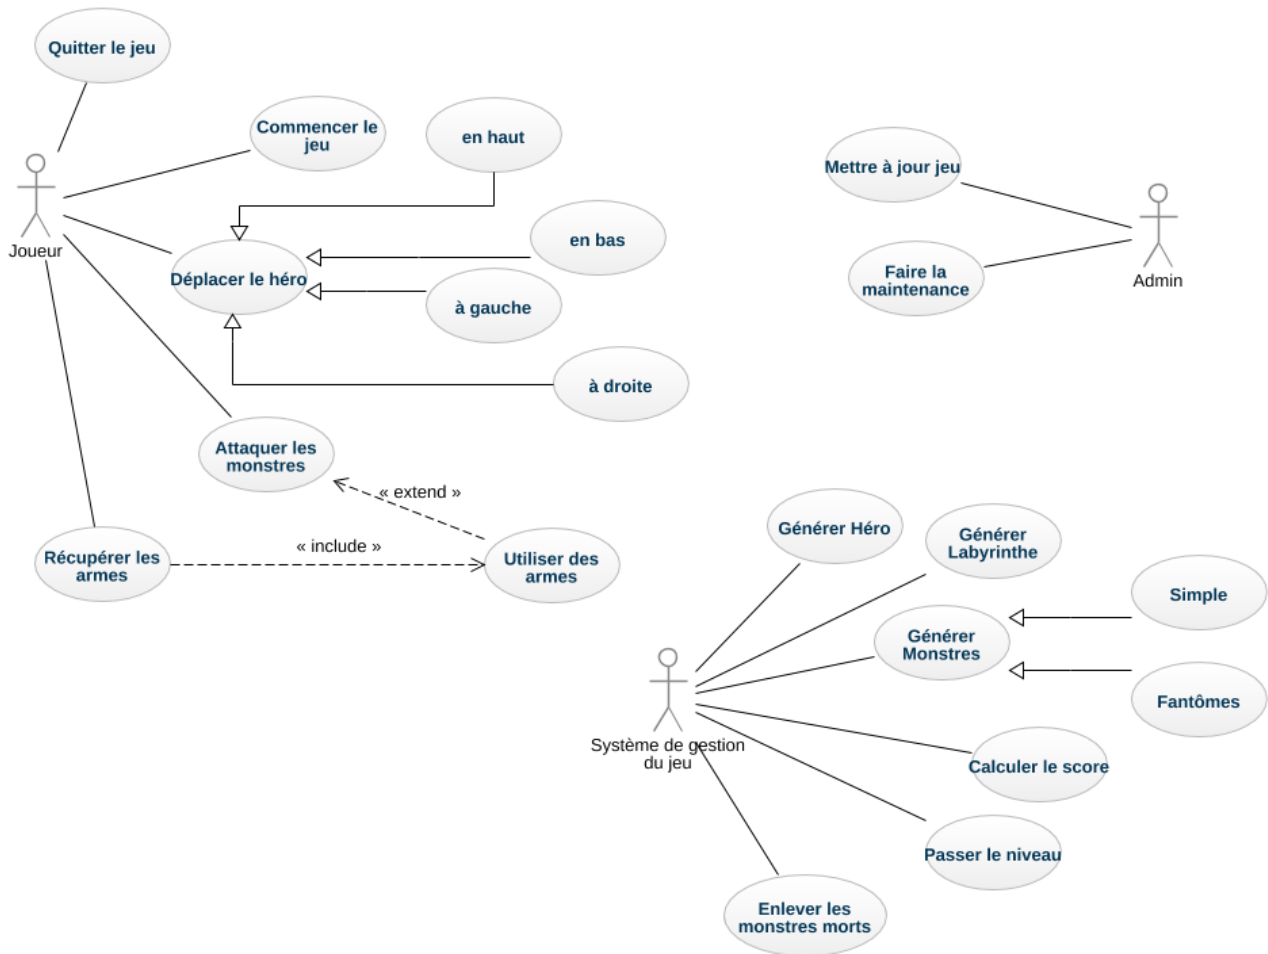 Quitter le jeu
Commencer le
jeu
en haut
Mettre à jour jeu
Joueur
en bas
Déplacer le héro
Faire la
maintenance
Admin
à gauche
à droite
Attaquer les
monstres
« extend »
« include »
Récupérer les
armes
Utiliser des
armes
Générer Héro
Générer
Labyrinthe
Simple
Générer
Monstres
Fantômes
Système de gestion
du jeu
Calculer le score
Passer le niveau
Enlever les
monstres morts